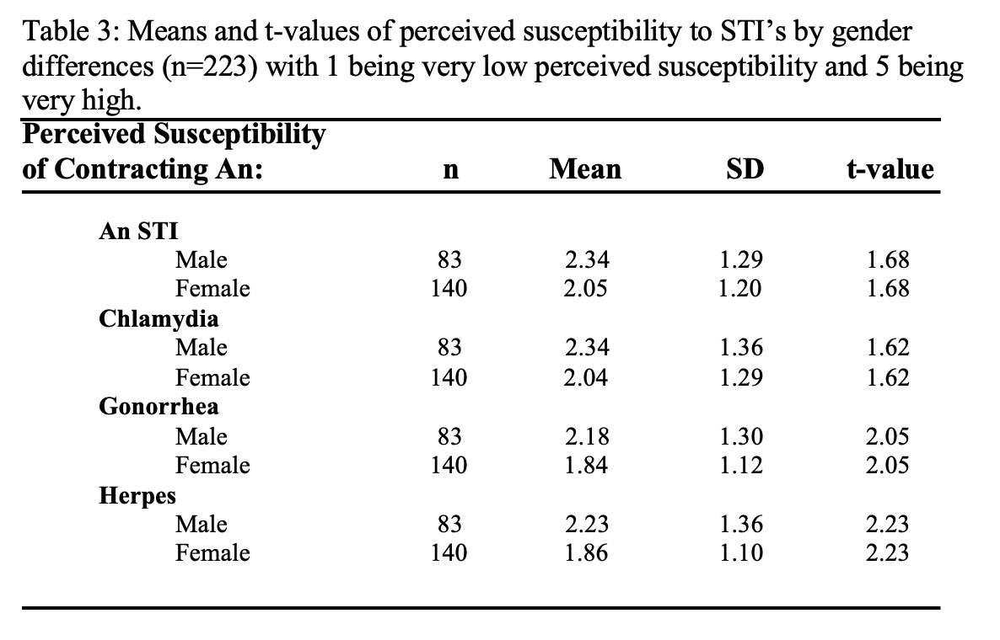 Table 3: Means and t-values of perceived susceptibility to STI’s by gender
differences (n=223) with 1 being very low perceived susceptibility and 5 being
very high.
Perceived Susceptibility
of Contracting An: n Mean SD t-value
An STI
Male 83 2.34 1.29 1.68
Female 140 2.05 1.20 1.68
Chlamydia
Male 83 2.34 1.36 1.62
Female 140 2.04 1.29 1.62
Gonorrhea
Male 83 2.18 1.30 2.05
Female 140 1.84 1.12 2.05
Herpes
Male 83 2.23 1.36 2.23
Female 140 1.86 1.10 2.23